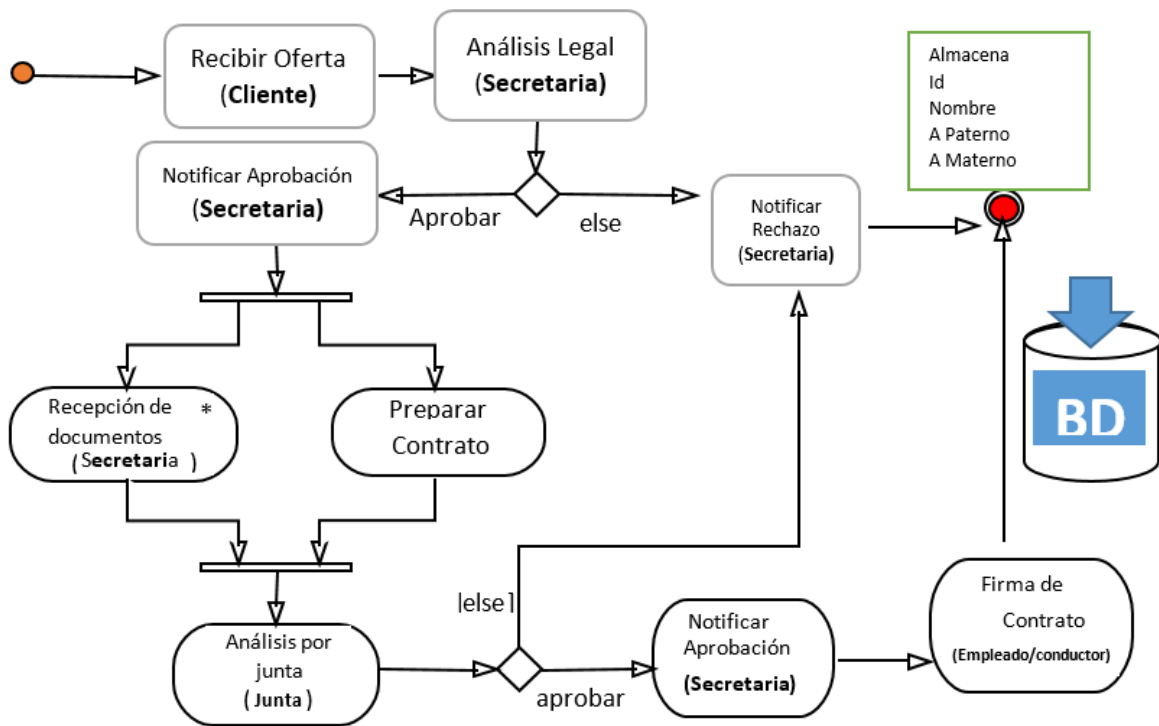 Recibir Oferta
(Cliente)
Análisis Legal
(Secretaria)
Almacena
Id
Nombre
A Paterno
A Materno
Notificar Aprobación
(Secretaria)
Aprobar
else
Notificar
Rechazo
(Secretaria)
Recepción de *
documentos
(Secretaria)
Preparar
Contrato
BD
Análisis por
junta
(Junta)
[else]
aprobar
Notificar
Aprobación
(Secretaria)
Firma de
Contrato
(Empleado/conductor)